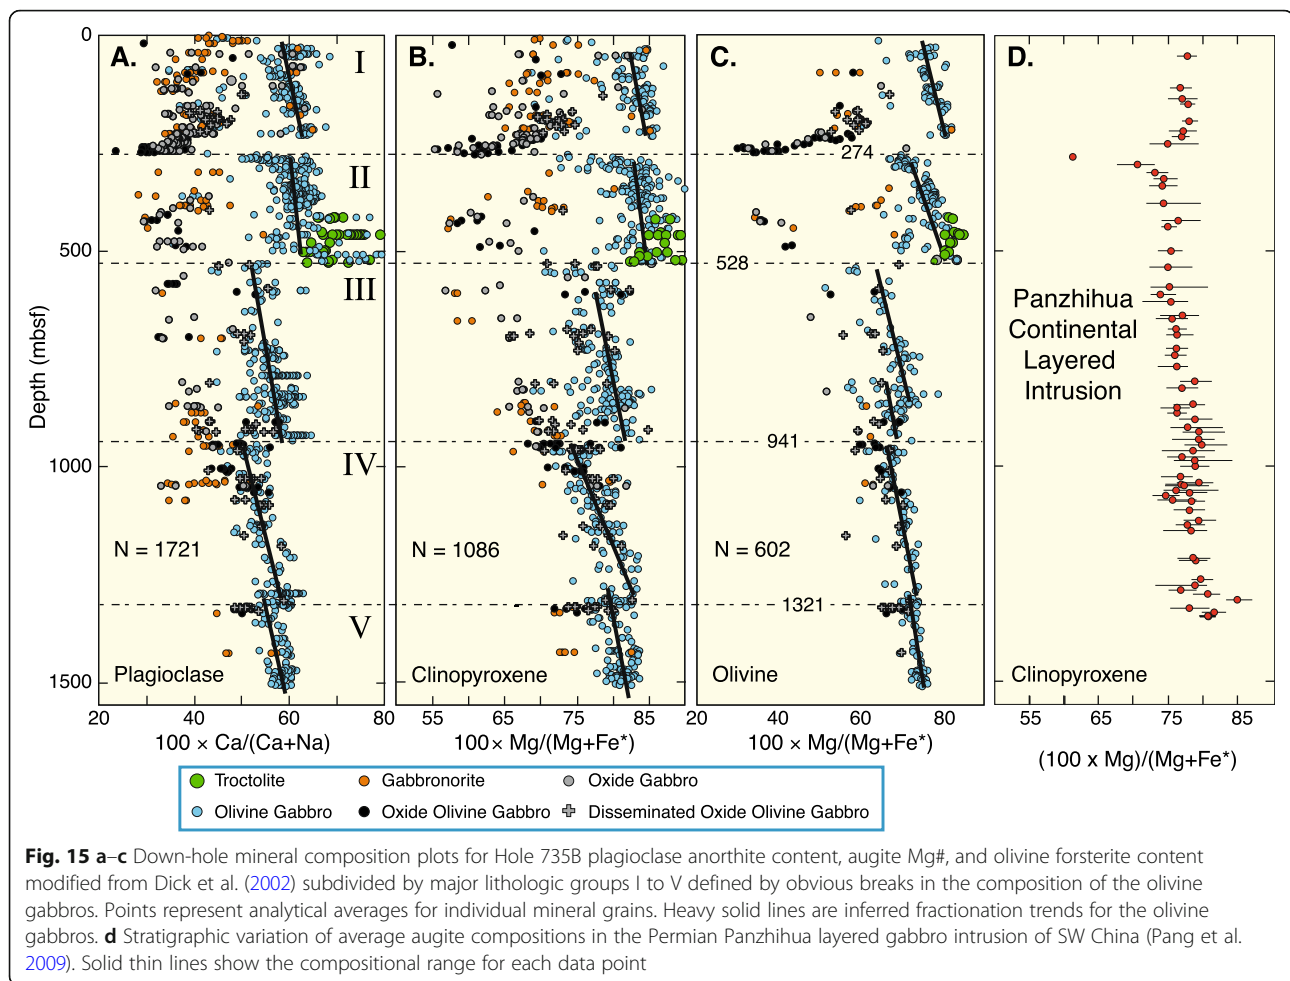 A.
B.
C.
D.
I
II
III
IV
V
0
500
1000
1500
Depth (mbsf)
274
528
941
1321
N = 1721
N = 1086
N = 602
Panzhihua
Continental
Layered
Intrusion
Plagioclase
Clinopyroxene
Olivine
Clinopyroxene
20 40 60 80
55 65 75 85
20 40 60 80
55 65 75 85
100 × Ca/(Ca+Na)
100× Mg/(Mg+Fe*)
100 × Mg/(Mg+Fe*)
(100 x Mg)/(Mg+Fe*)
Troctolite
Gabbronorite
Oxide Gabbro
Olivine Gabbro
Oxide Olivine Gabbro
Disseminated Oxide Olivine Gabbro
Fig. 15 a–c Down-hole mineral composition plots for Hole 735B plagioclase anorthite content, augite Mg#, and olivine forsterite content
modified from Dick et al. (2002) subdivided by major lithologic groups I to V defined by obvious breaks in the composition of the olivine
gabbros. Points represent analytical averages for individual mineral grains. Heavy solid lines are inferred fractionation trends for the olivine
gabbros. d Stratigraphic variation of average augite compositions in the Permian Panzhihua layered gabbro intrusion of SW China (Pang et al.
2009). Solid thin lines show the compositional range for each data point